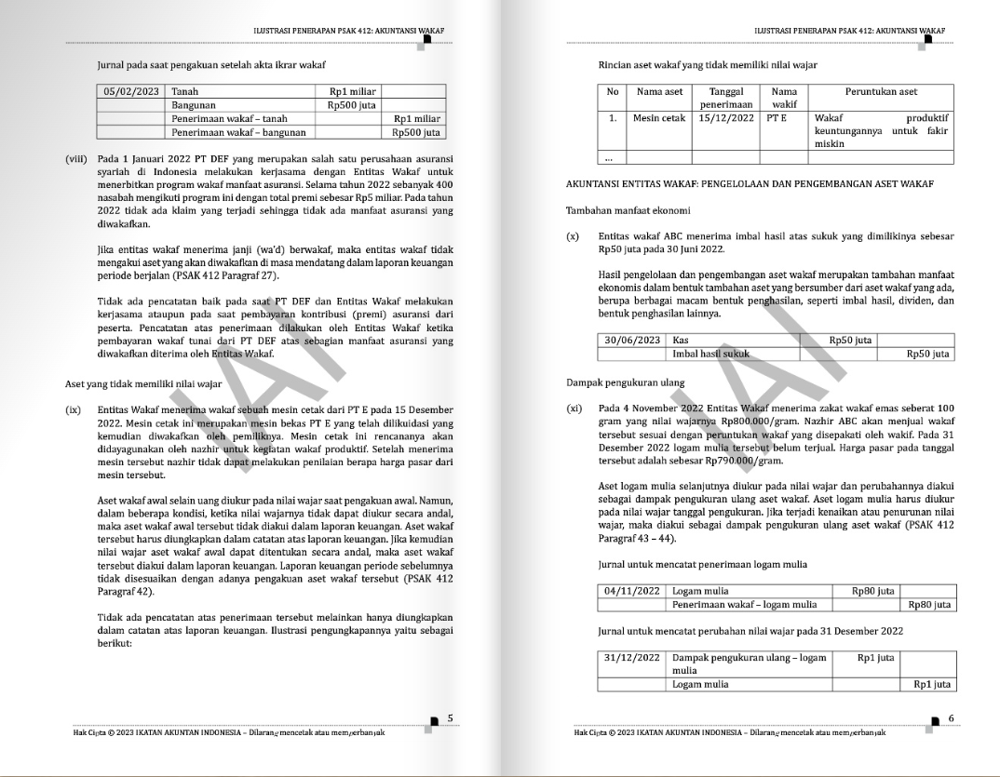 ILUSTRASI PENERAPAN PSAK 412: AKUNTANSI WAKAF
Jurnal pada saat pengakuan setelah akta ikrar wakaf
05/02/2023 Tanah Rp1 miliar
Bangunan Rp500 juta
Penerimaan wakaf – tanah Rp1 miliar
Penerimaan wakaf – bangunan Rp500 juta
(viii) Pada 1 Januari 2022 PT DEF yang merupakan salah satu perusahaan asuransi
syariah di Indonesia melakukan kerjasama dengan Entitas Wakaf untuk
menerbitkan program wakaf manfaat asuransi. Selama tahun 2022 sebanyak 400
nasabah mengikuti program ini dengan total premi sebesar Rp5 miliar. Pada tahun
2022 tidak ada klaim yang terjadi sehingga tidak ada manfaat asuransi yang
diwakafkan.
Jika entitas wakaf menerima janji (wa’d) berwakaf, maka entitas wakaf tidak
mengakui aset yang akan diwakafkan di masa mendatang dalam laporan keuangan
periode berjalan (PSAK 412 Paragraf 27).
Tidak ada pencatatan baik pada saat PT DEF dan Entitas Wakaf melakukan
kerjasama ataupun pada saat pembayaran kontribusi (premi) asuransi dari
peserta. Pencatatan atas penerimaan dilakukan oleh Entitas Wakaf ketika
pembayaran wakaf tunai dari PT DEF atas sebagian manfaat asuransi yang
diwakafkan diterima oleh Entitas Wakaf.
Aset yang tidak memiliki nilai wajar
(ix) Entitas Wakaf menerima wakaf sebuah mesin cetak dari PT E pada 15 Desember
2022. Mesin cetak ini merupakan mesin bekas PT E yang telah dilikuidasi yang
kemudian diwakafkan oleh pemiliknya. Mesin cetak ini rencananya akan
didayagunakan oleh nazhir untuk kegiatan wakaf produktif. Setelah menerima
mesin tersebut nazhir tidak dapat melakukan penilaian berapa harga pasar dari
mesin tersebut.
Aset wakaf awal selain uang diukur pada nilai wajar saat pengakuan awal. Namun,
dalam beberapa kondisi, ketika nilai wajarnya tidak dapat diukur secara andal,
maka aset wakaf awal tersebut tidak diakui dalam laporan keuangan. Aset wakaf
tersebut harus diungkapkan dalam catatan atas laporan keuangan. Jika kemudian
nilai wajar aset wakaf awal dapat ditentukan secara andal, maka aset wakaf
tersebut diakui dalam laporan keuangan. Laporan keuangan periode sebelumnya
tidak disesuaikan dengan adanya pengakuan aset wakaf tersebut (PSAK 412
Paragraf 42).
Tidak ada pencatatan atas penerimaan tersebut melainkan hanya diungkapkan
dalam catatan atas laporan keuangan. Ilustrasi pengungkapannya yaitu sebagai
berikut:
5
Hak Cipta © 2023 IKATAN AKUNTAN INDONESIA – Dilarang mencetak atau memperbanyak
IAI
ILUSTRASI PENERAPAN PSAK 412: AKUNTANSI WAKAF
Rincian aset wakaf yang tidak memiliki nilai wajar
No Nama aset Tanggal penerimaan Nama wakif Peruntukan aset
1. Mesin cetak 15/12/2022 PT E Wakaf produktif
keuntungannya untuk fakir
miskin
...
AKUNTANSI ENTITAS WAKAF: PENGELOLAAN DAN PENGEMBANGAN ASET WAKAF
Tambahan manfaat ekonomi
(x) Entitas wakaf ABC menerima imbal hasil atas sukuk yang dimilikinya sebesar
Rp50 juta pada 30 Juni 2022.
Hasil pengelolaan dan pengembangan aset wakaf merupakan tambahan manfaat
ekonomis dalam bentuk tambahan aset yang bersumber dari aset wakaf yang ada,
berupa berbagai macam bentuk penghasilan, seperti imbal hasil, dividen, dan
bentuk penghasilan lainnya.
30/06/2023 Kas Rp50 juta
Imbal hasil sukuk Rp50 juta
Dampak pengukuran ulang
(xi) Pada 4 November 2022 Entitas Wakaf menerima zakat wakaf emas seberat 100
gram yang nilai wajarnya Rp800.000/gram. Nazhir ABC akan menjual wakaf
tersebut sesuai dengan peruntukan wakaf yang disepakati oleh wakif. Pada 31
Desember 2022 logam mulia tersebut belum terjual. Harga pasar pada tanggal
tersebut adalah sebesar Rp790.000/gram.
Aset logam mulia selanjutnya diukur pada nilai wajar dan perubahannya diakui
sebagai dampak pengukuran ulang aset wakaf. Aset logam mulia harus diukur
pada nilai wajar tanggal pengukuran. Jika terjadi kenaikan atau penurunan nilai
wajar, maka diakui sebagai dampak pengukuran ulang aset wakaf (PSAK 412
Paragraf 43 – 44).
Jurnal untuk mencatat penerimaan logam mulia
04/11/2022 Logam mulia Rp80 juta
Penerimaan wakaf – logam mulia Rp80 juta
Jurnal untuk mencatat perubahan nilai wajar pada 31 Desember 2022
31/12/2022 Dampak pengukuran ulang – logam Rp1 juta
mulia
Logam mulia Rp1 juta
6
Hak Cipta © 2023 IKATAN AKUNTAN INDONESIA – Dilarang mencetak atau memperbanyak
IAI